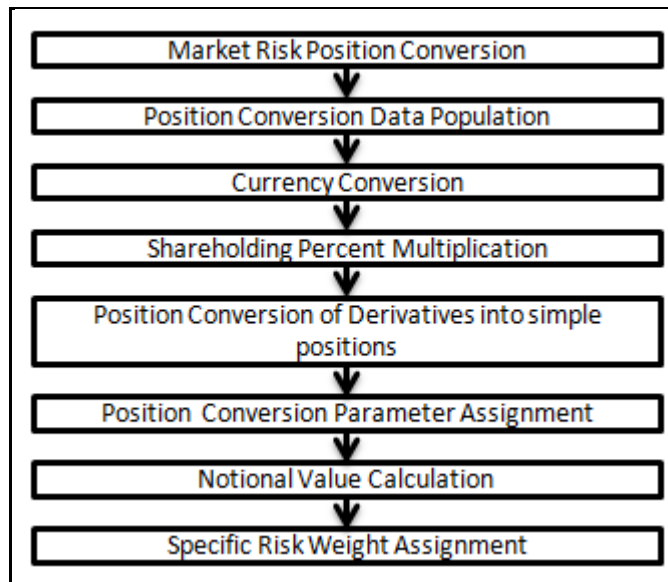 Market Risk Position Conversion
Position Conversion Data Population
Currency Conversion
Shareholding Percent Multiplication
Position Conversion of Derivatives into simple
positions
Position Conversion Parameter Assignment
Notional Value Calculation
Specific Risk Weight Assignment